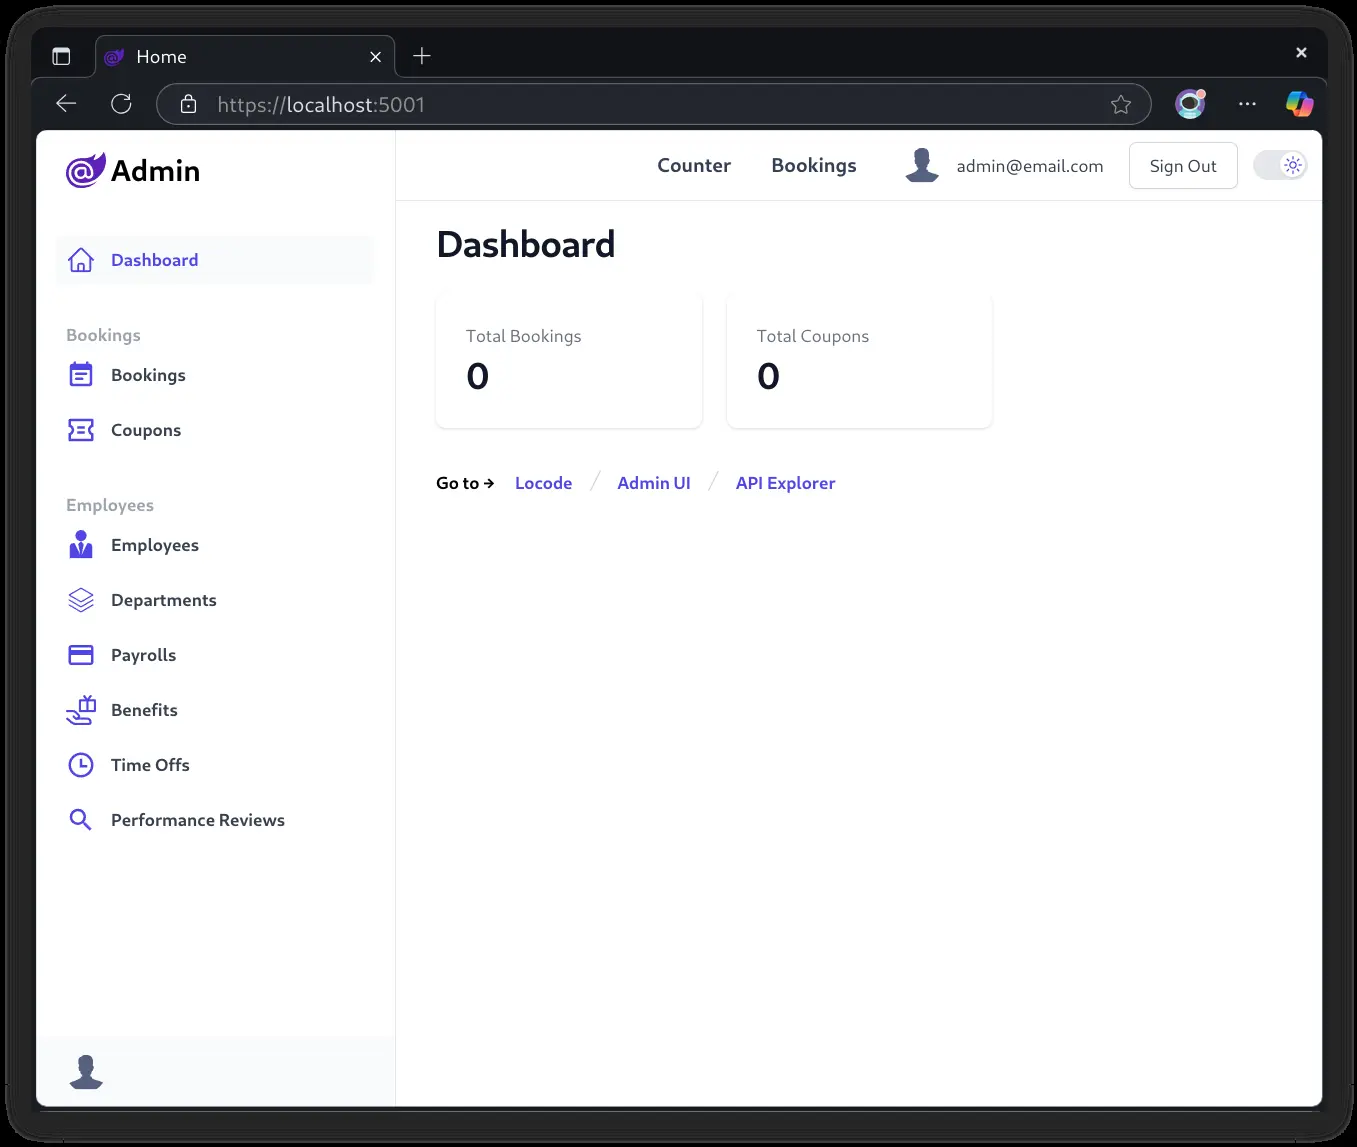 Home
https://localhost:5001
@ Admin
Counter Bookings admin@email.com Sign Out
Dashboard
Bookings
Bookings
Coupons
Employees
Employees
Departments
Payrolls
Benefits
Time Offs
Performance Reviews
Dashboard
Total Bookings
0
Total Coupons
0
Go to → Locode / Admin UI / API Explorer